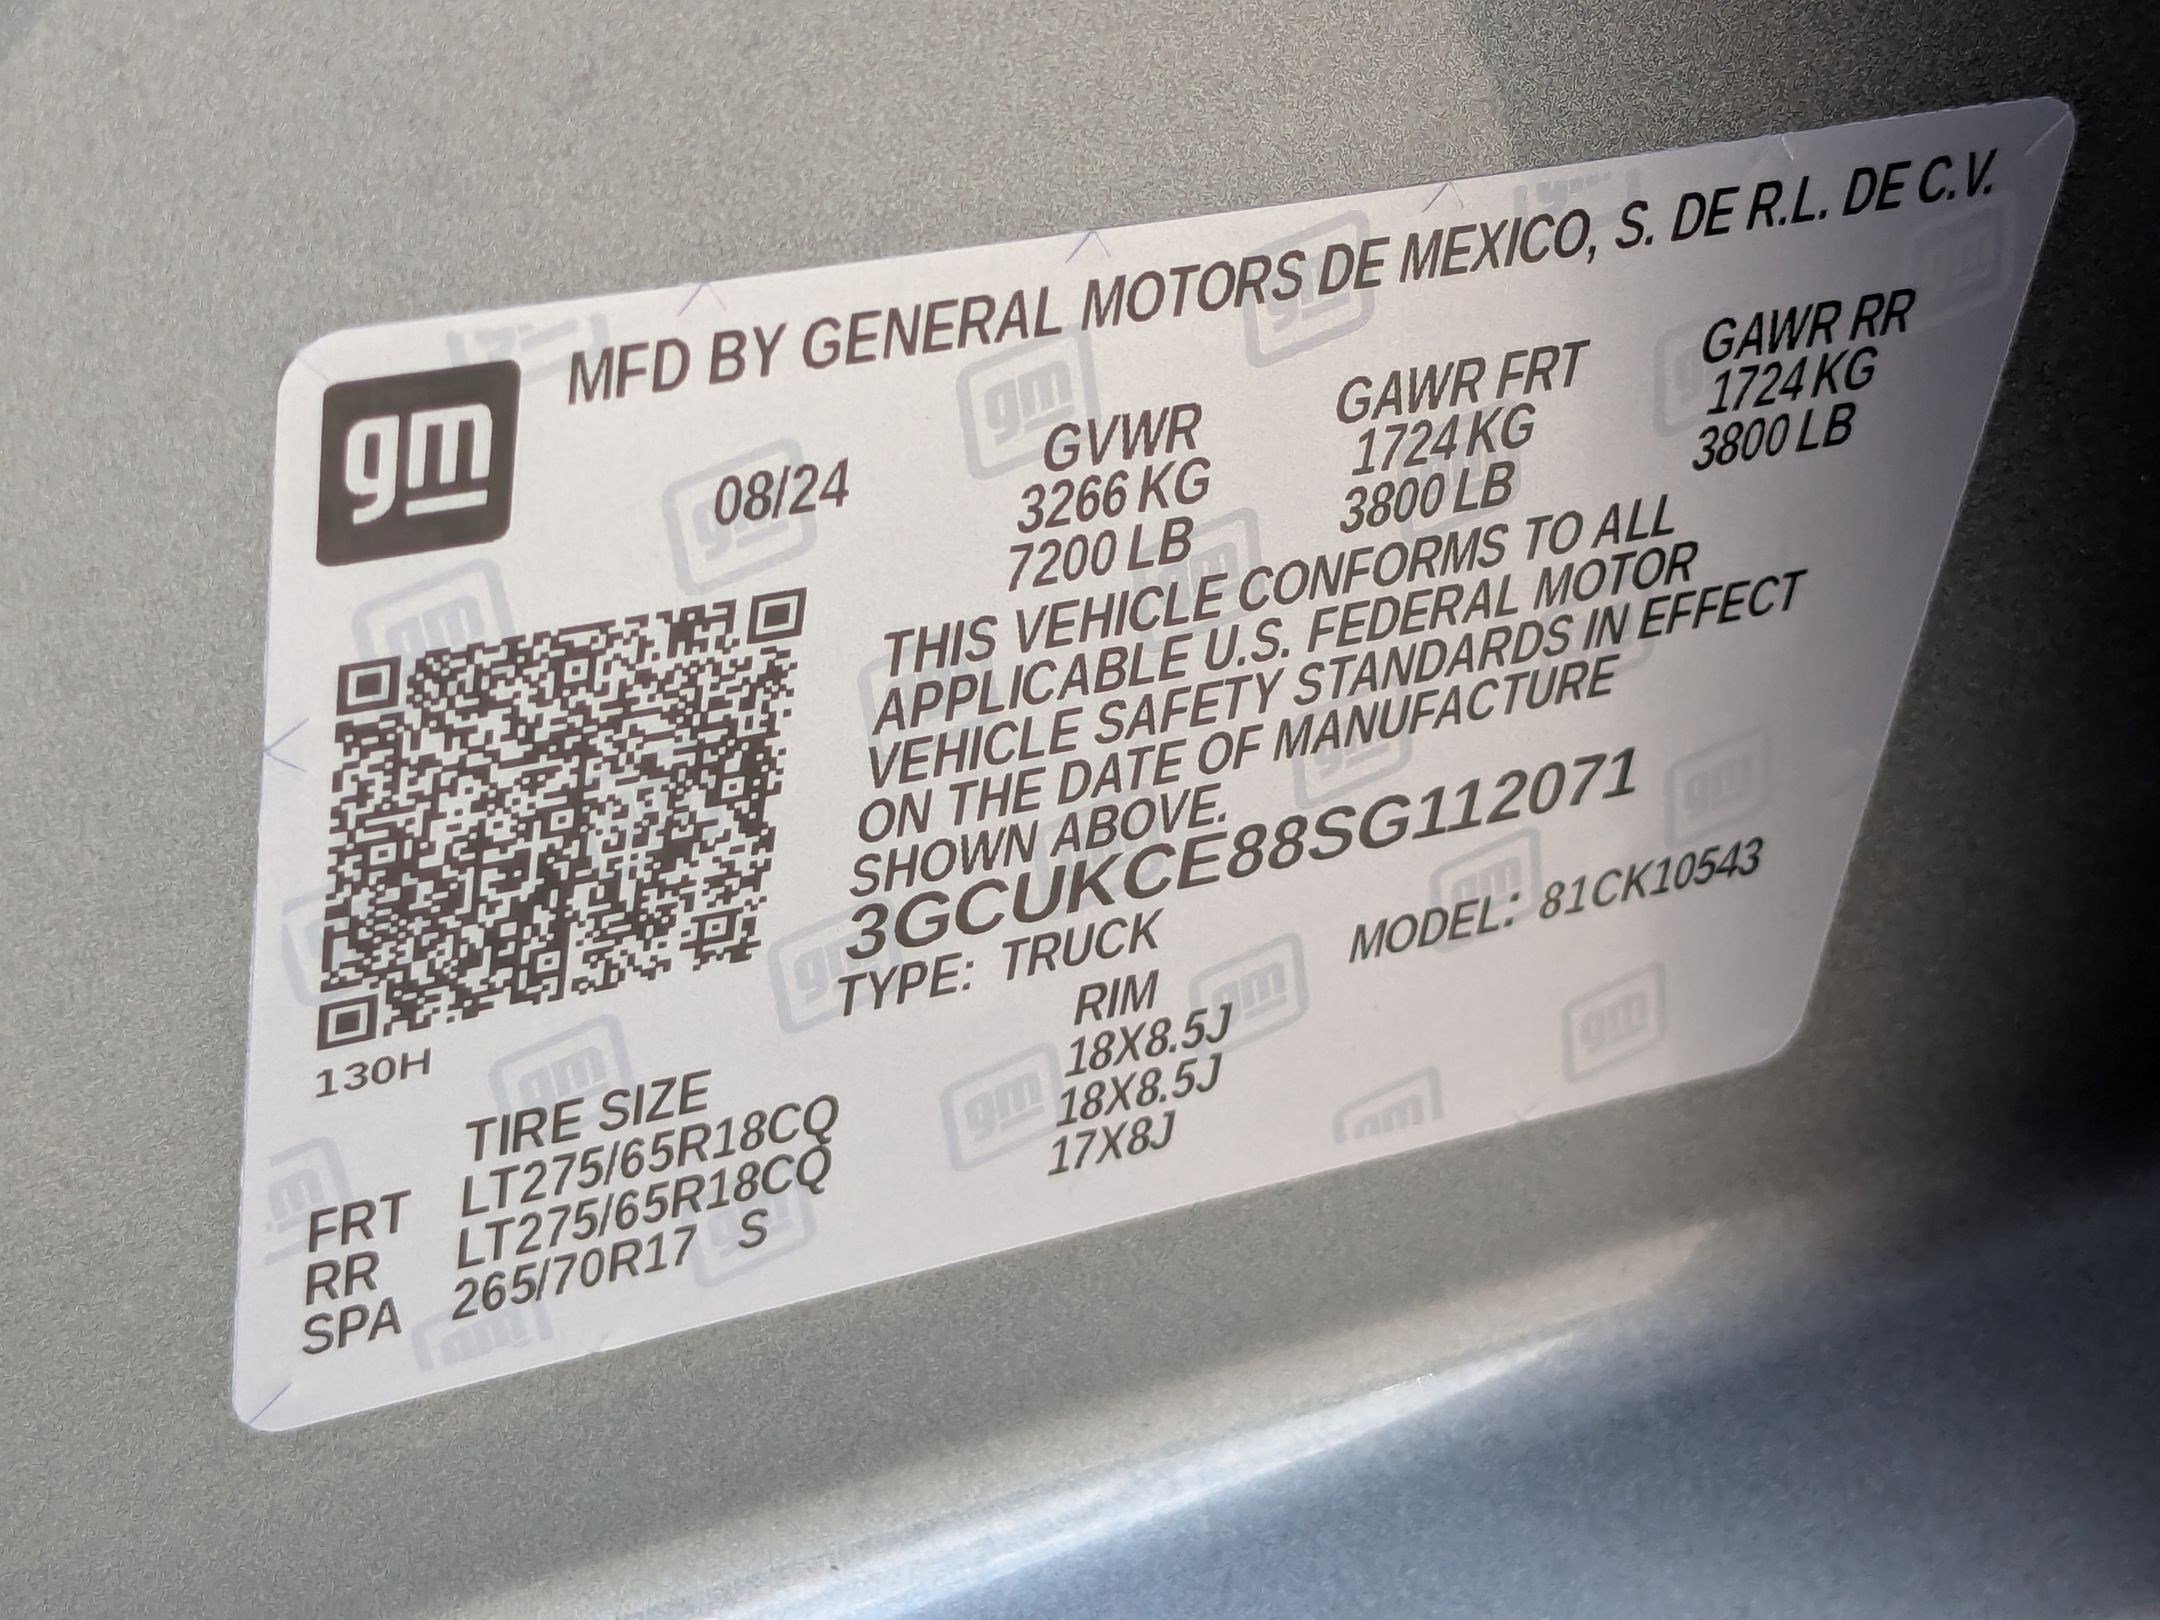 gm
MFD BY GENERAL MOTORS DE MEXICO, S. DE R.L. DE C.V.
08/24
GVWR GAWR FRT GAWR RR
3266 KG 1724 KG 1724 KG
7200 LB 3800 LB 3800 LB
THIS VEHICLE CONFORMS TO ALL
APPLICABLE U.S. FEDERAL MOTOR
VEHICLE SAFETY STANDARDS IN EFFECT
ON THE DATE OF MANUFACTURE
SHOWN ABOVE.
3GCUKCE88SG112071
TYPE: TRUCK MODEL: 81CK10543
130H
TIRE SIZE RIM
FRT LT275/65R18CQ 18X8.5J
RR LT275/65R18CQ 18X8.5J
SPA 265/70R17 S 17X8J